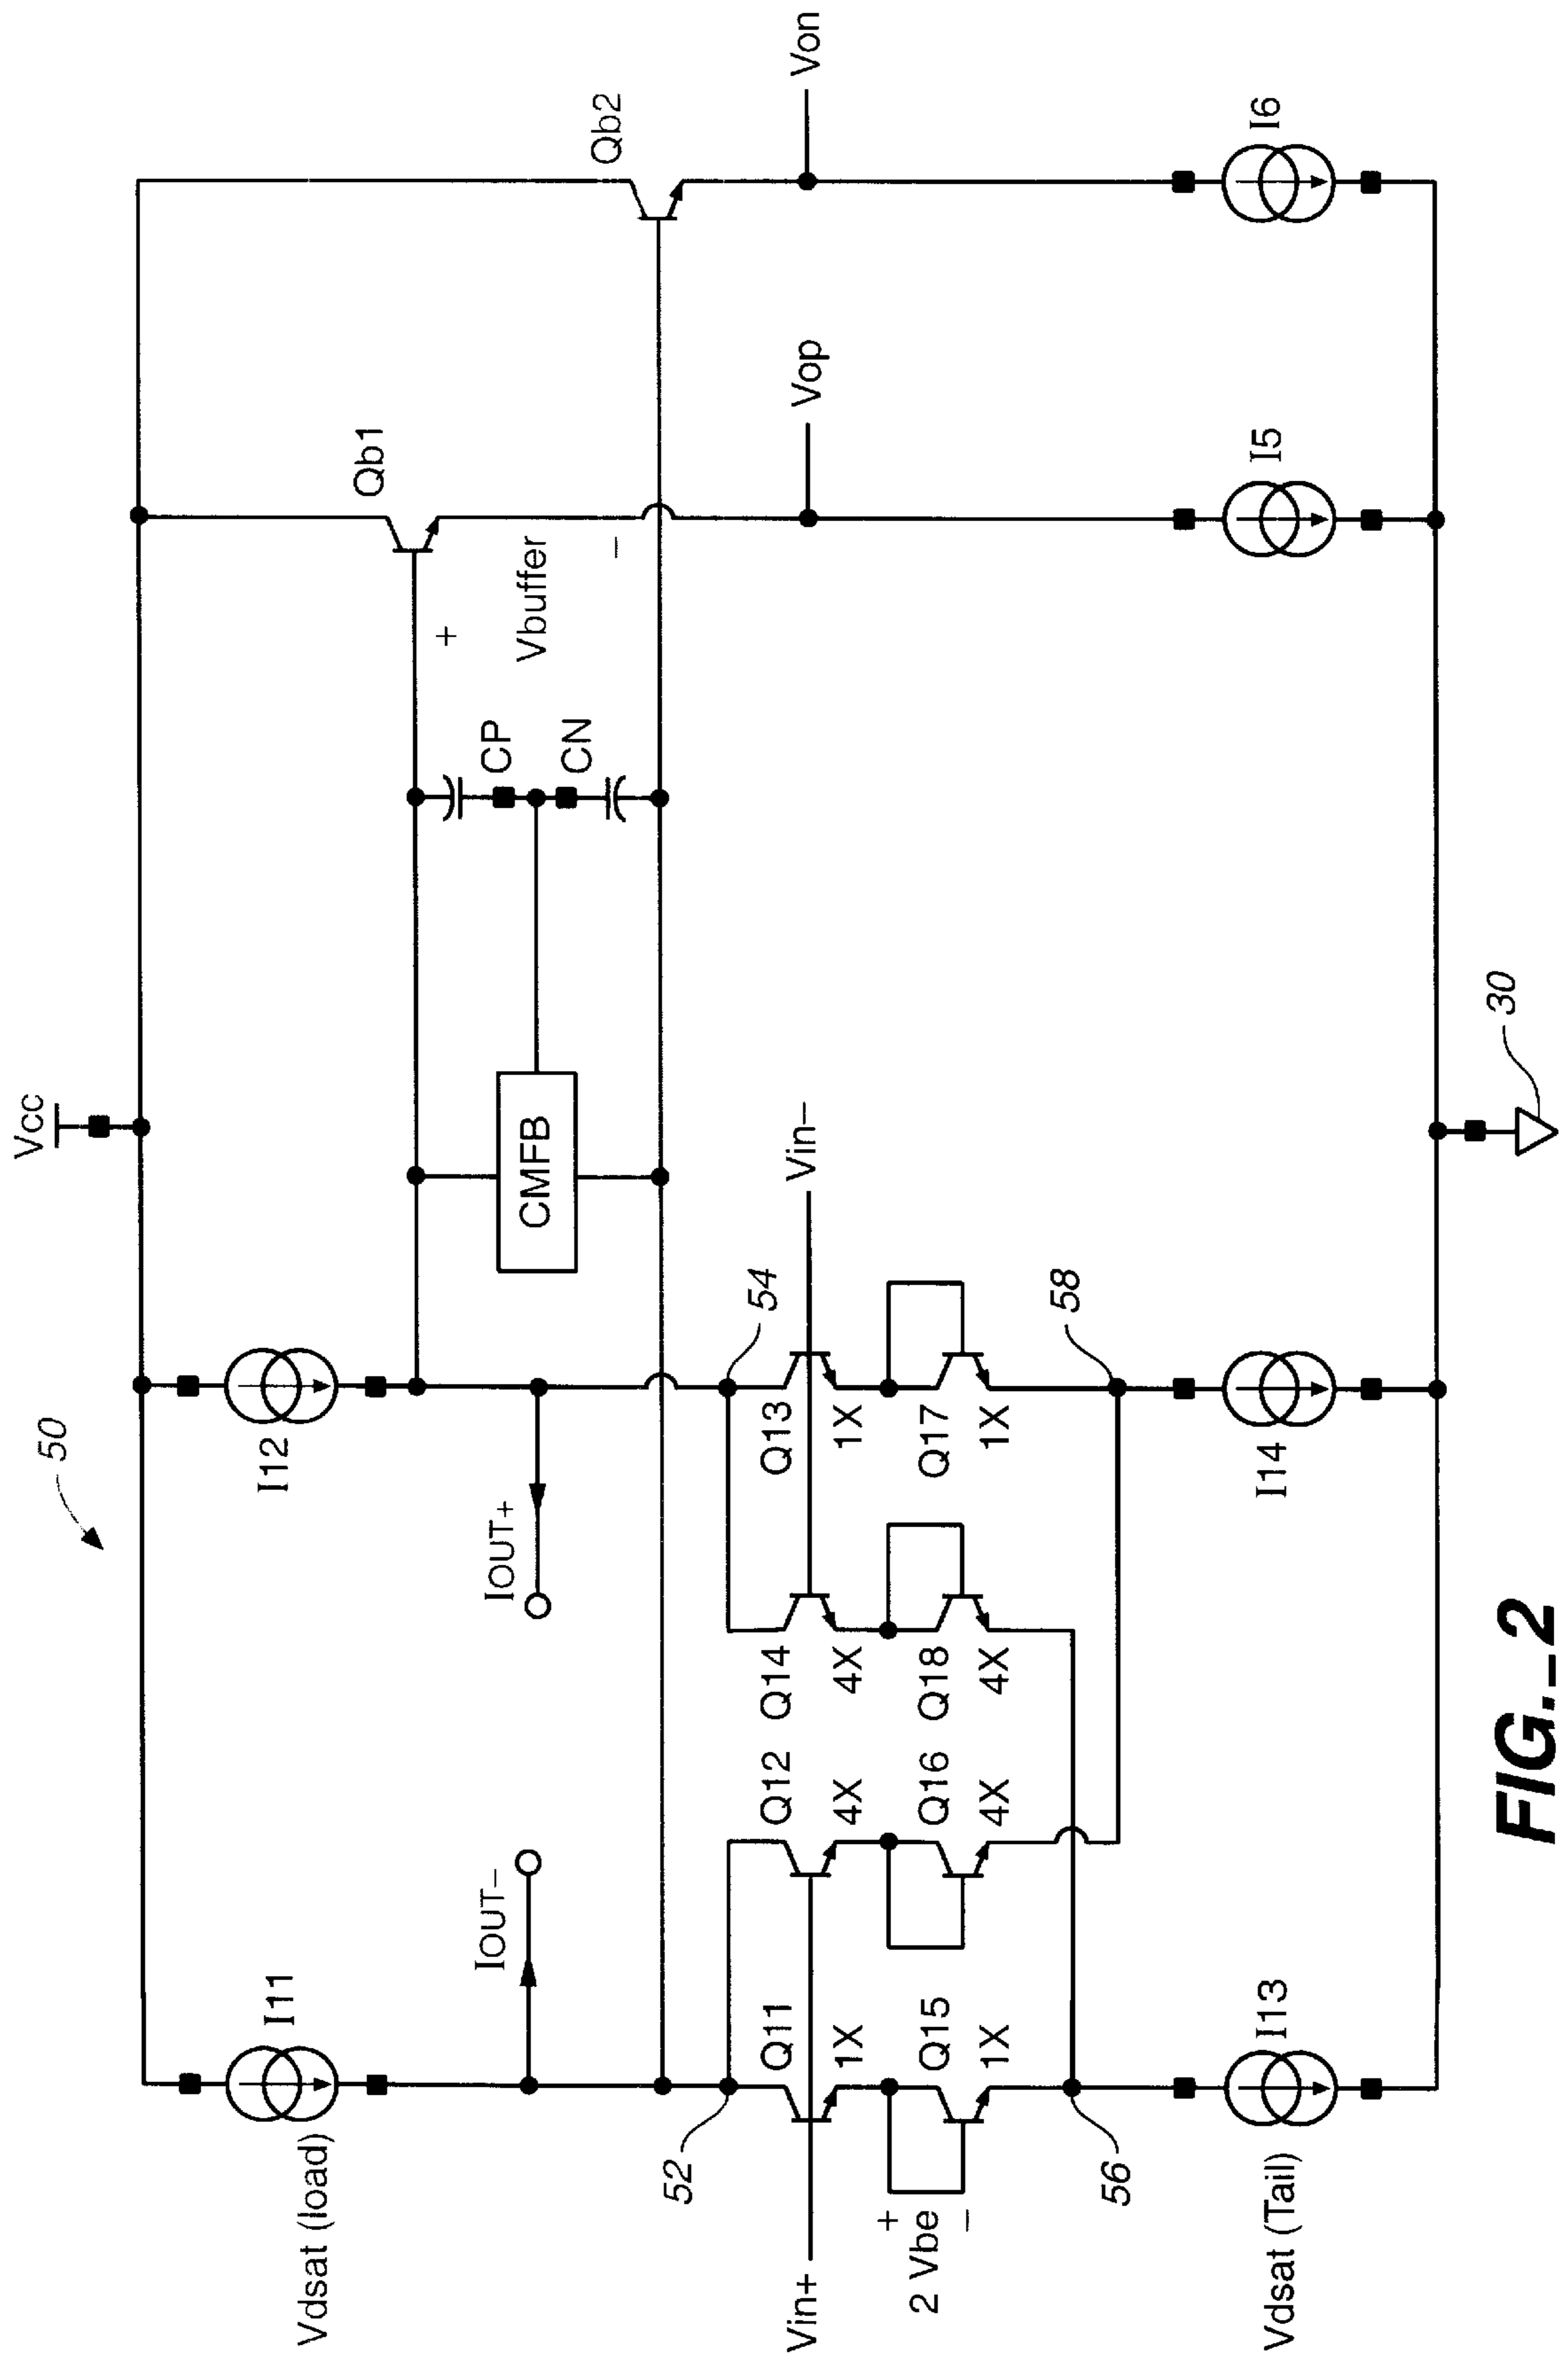 50
Vcc
Vdsat (load)
I11
I12
Qb1
Qb2
IOUT−
IOUT+
CMFB
CP
CN
+
Vbuffer
−
52
54
Vin+
Vin−
Vop
Von
Q11
1X
Q12
4X
Q14
4X
Q13
1X
+
2 Vbe
−
Q15
1X
Q16
4X
Q18
4X
Q17
1X
56
58
Vdsat (Tail)
I13
I14
I5
I6
30
FIG._2